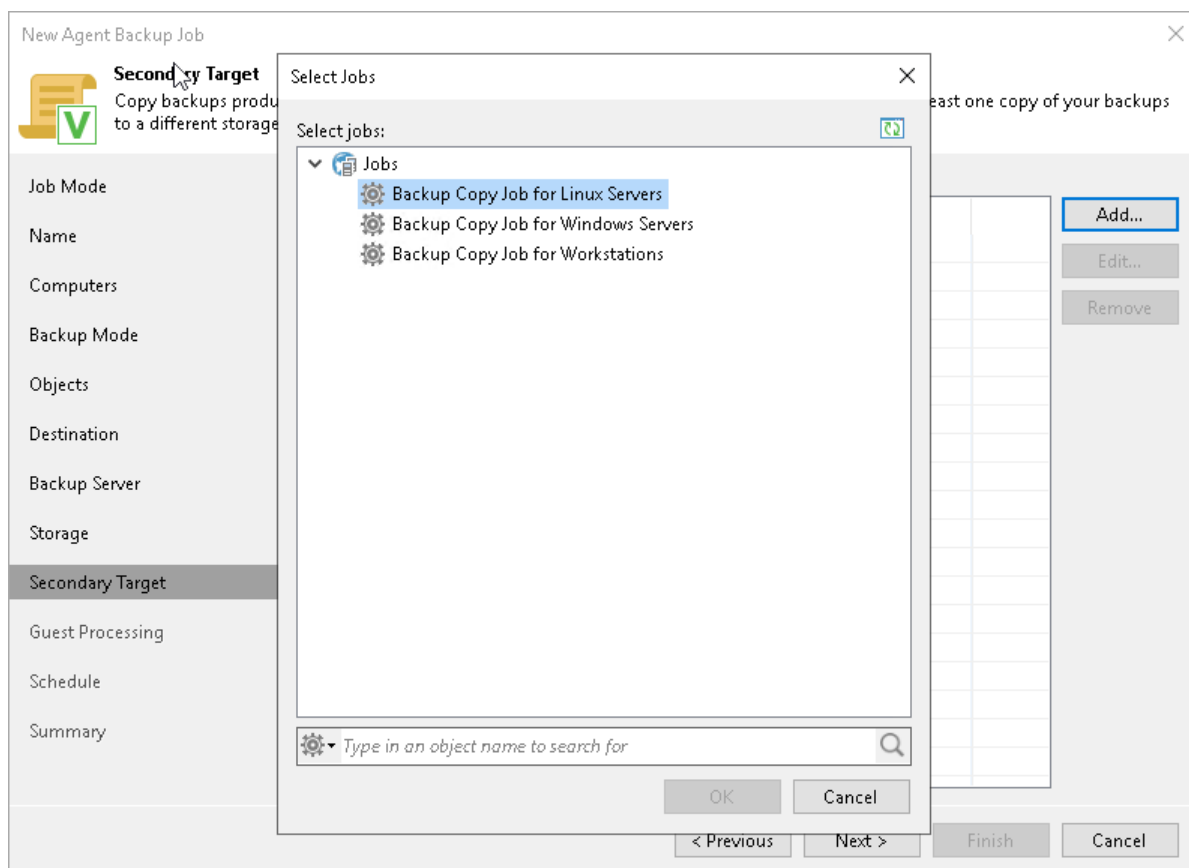 New Agent Backup Job
Secondary Target
Copy backups produ
east one copy of your backups
to a different storage
Job Mode
Name
Computers
Backup Mode
Objects
Destination
Backup Server
Storage
Secondary Target
Guest Processing
Schedule
Summary
Select Jobs
Select jobs:
Jobs
Backup Copy Job for Linux Servers
Backup Copy Job for Windows Servers
Backup Copy Job for Workstations
Type in an object name to search for
OK
Cancel
Add...
Edit...
Remove
< Previous
Next >
Finish
Cancel